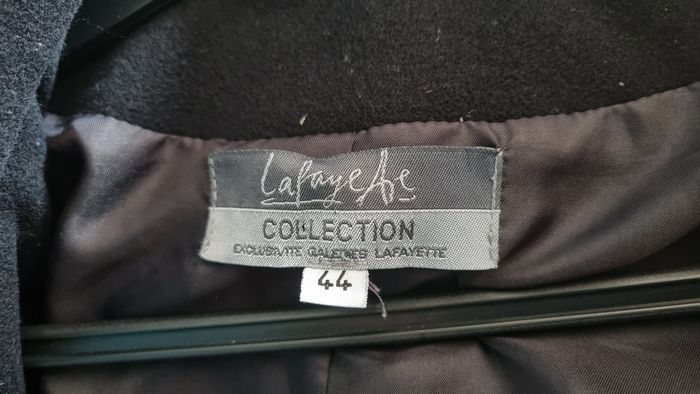 Lafayette
COLLECTION
EXCLUSIVITE GALERIES LAFAYETTE
44